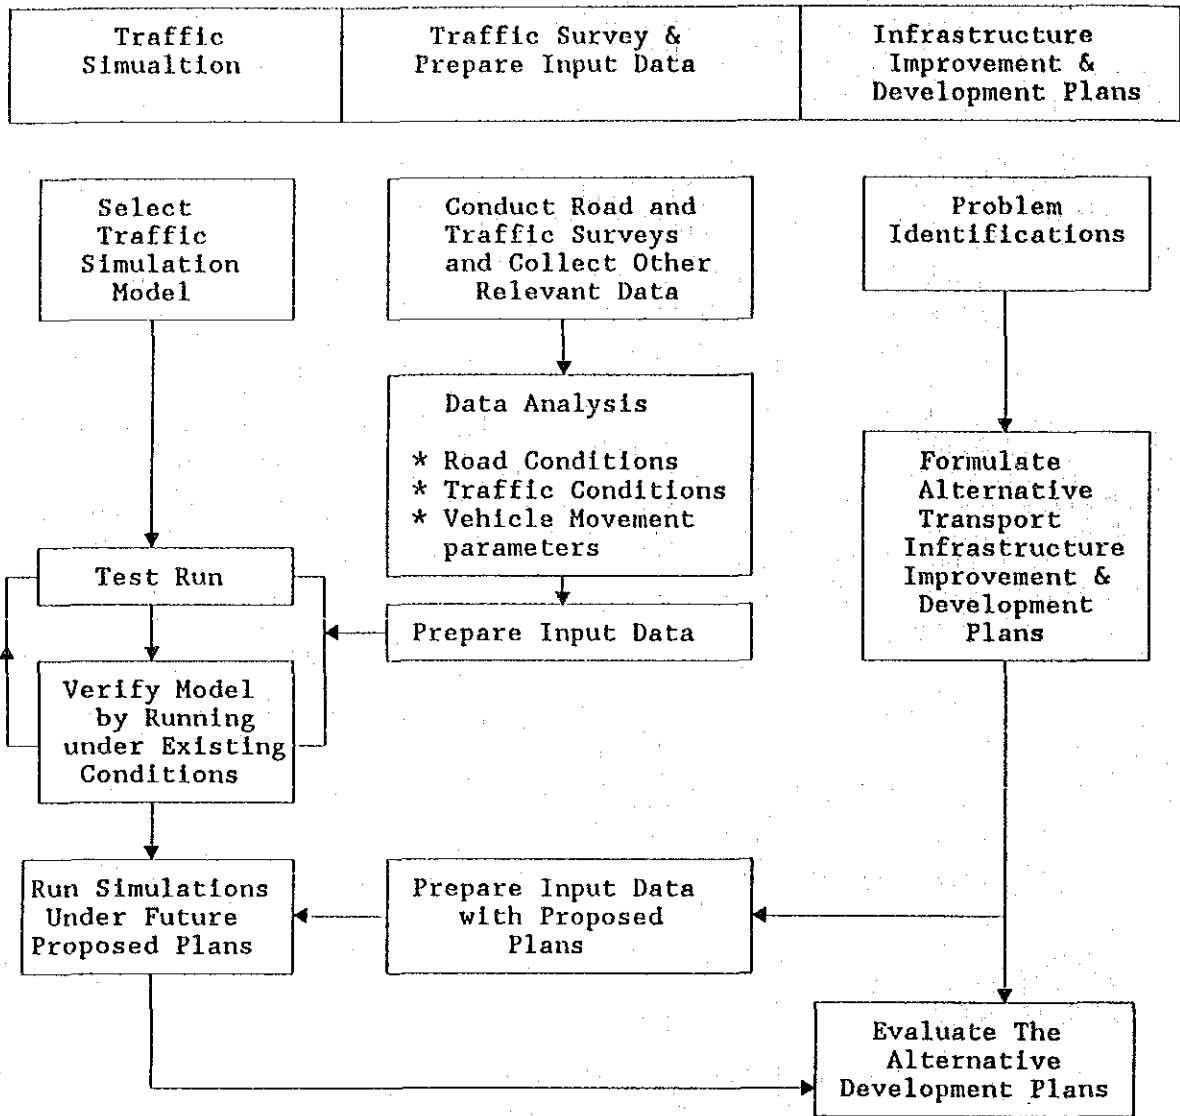 Traffic
Simualtion
Traffic Survey &
Prepare Input Data
Infrastructure
Improvement &
Development Plans
Select
Traffic
Simulation
Model
Conduct Road and
Traffic Surveys
and Collect Other
Relevant Data
Problem
Identifications
Data Analysis
* Road Conditions
* Traffic Conditions
* Vehicle Movement
parameters
Formulate
Alternative
Transport
Infrastructure
Improvement &
Development
Plans
Test Run
Prepare Input Data
Verify Model
by Running
under Existing
Conditions
Run Simulations
Under Future
Proposed Plans
Prepare Input Data
with Proposed
Plans
Evaluate The
Alternative
Development Plans